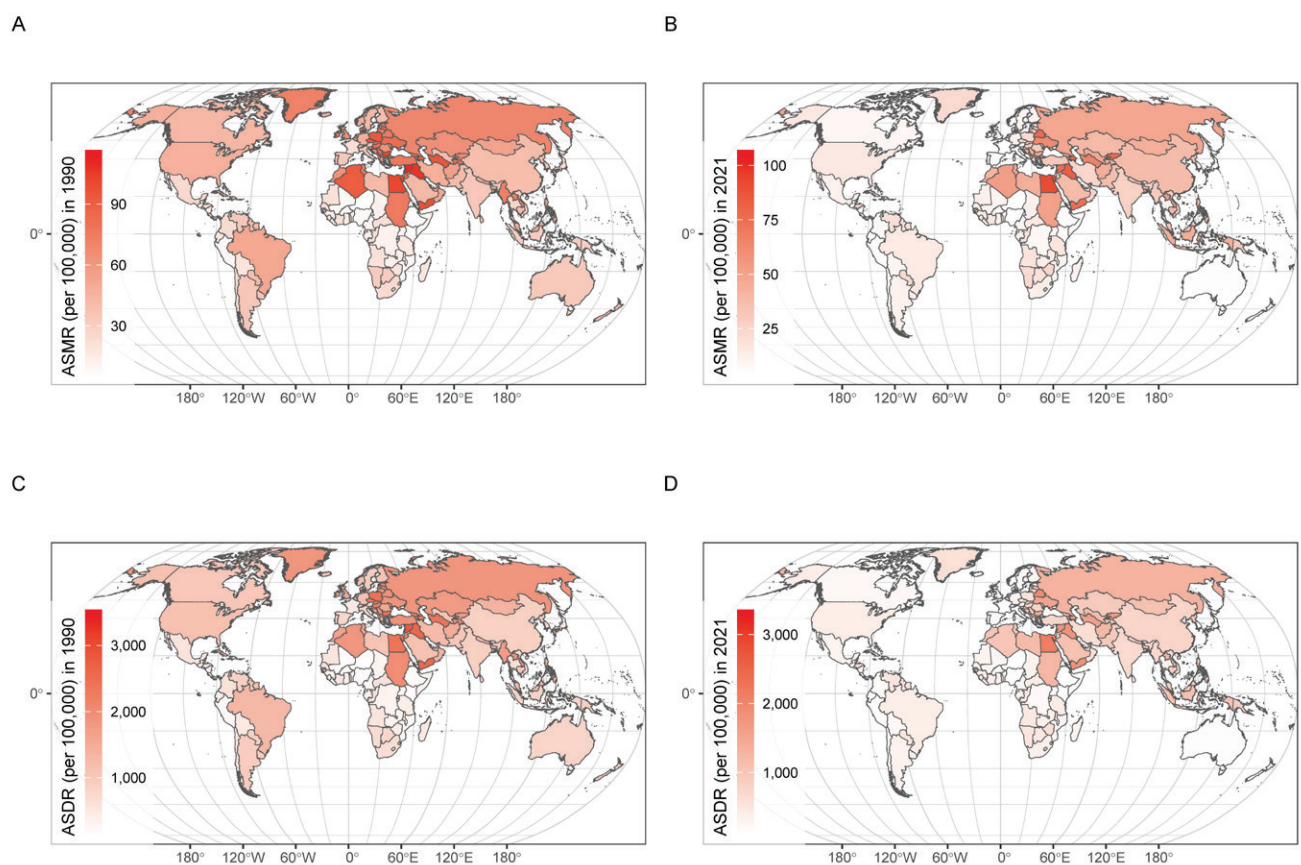 A
ASMR (per 100,000) in 1990
90
60
30
0°
180° 120°W 60°W 0° 60°E 120°E 180°
B
ASMR (per 100,000) in 2021
100
75
50
25
0°
180° 120°W 60°W 0° 60°E 120°E 180°
C
ASDR (per 100,000) in 1990
3,000
2,000
1,000
0°
180° 120°W 60°W 0° 60°E 120°E 180°
D
ASDR (per 100,000) in 2021
3,000
2,000
1,000
0°
180° 120°W 60°W 0° 60°E 120°E 180°